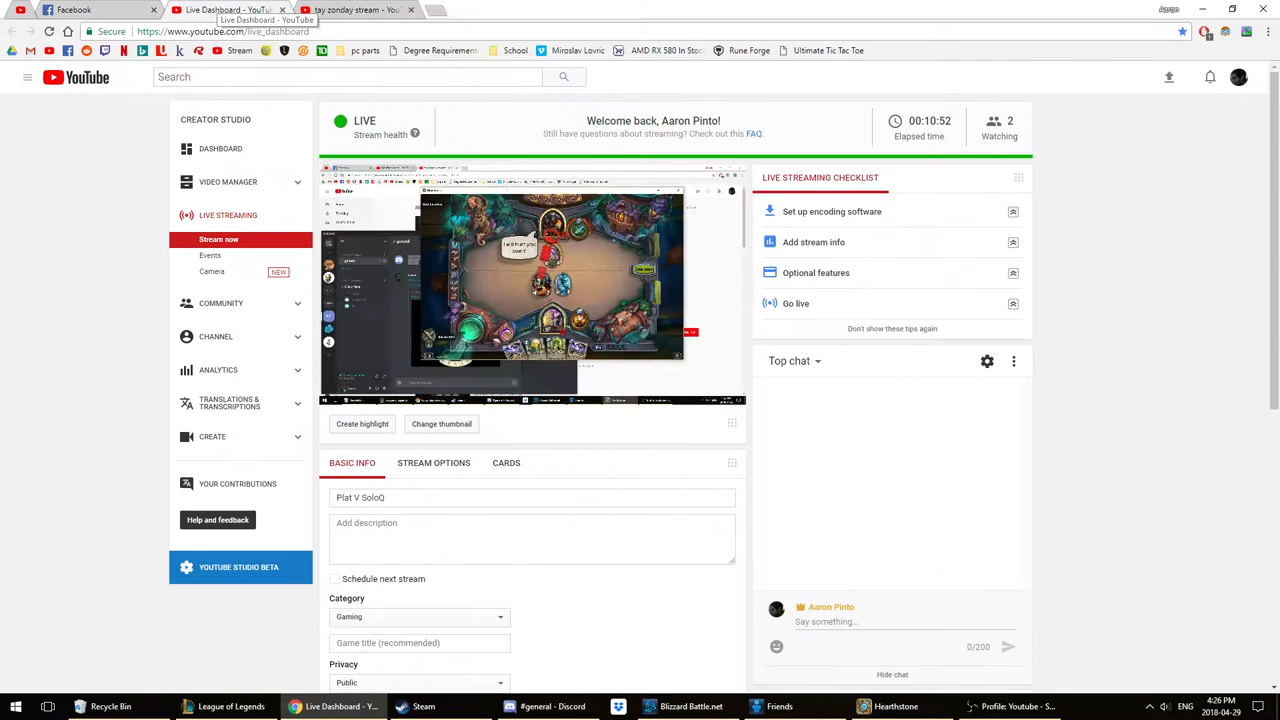 Facebook
Live Dashboard - YouTu
tay zonday stream - You
Aaron
Live Dashboard - YouTube
Secure
https://www.youtube.com/live_dashboard
Stream
pc parts
Degree Requirements
School
Miroslav Lovric
AMD RX 580 In Stock
Rune Forge
Ultimate Tic Tac Toe
YouTube
Search
CREATOR STUDIO
DASHBOARD
VIDEO MANAGER
LIVE STREAMING
Stream now
Events
Camera
NEW
COMMUNITY
CHANNEL
ANALYTICS
TRANSLATIONS &
TRANSCRIPTIONS
CREATE
YOUR CONTRIBUTIONS
Help and feedback
YOUTUBE STUDIO BETA
LIVE
Stream health
Welcome back, Aaron Pinto!
Still have questions about streaming? Check out this FAQ.
00:10:52
Elapsed time
2
Watching
Create highlight
Change thumbnail
BASIC INFO
STREAM OPTIONS
CARDS
Plat V SoloQ
Add description
Schedule next stream
Category
Gaming
Game title (recommended)
Privacy
Public
LIVE STREAMING CHECKLIST
Set up encoding software
Add stream info
Optional features
Go live
Don't show these tips again
Top chat
Aaron Pinto
Say something...
0/200
Hide chat
Recycle Bin
League of Legends
Live Dashboard - Y...
Steam
#general - Discord
Blizzard Battle.net
Friends
Hearthstone
Profile: Youtube - S...
ENG
4:26 PM
2018-04-29